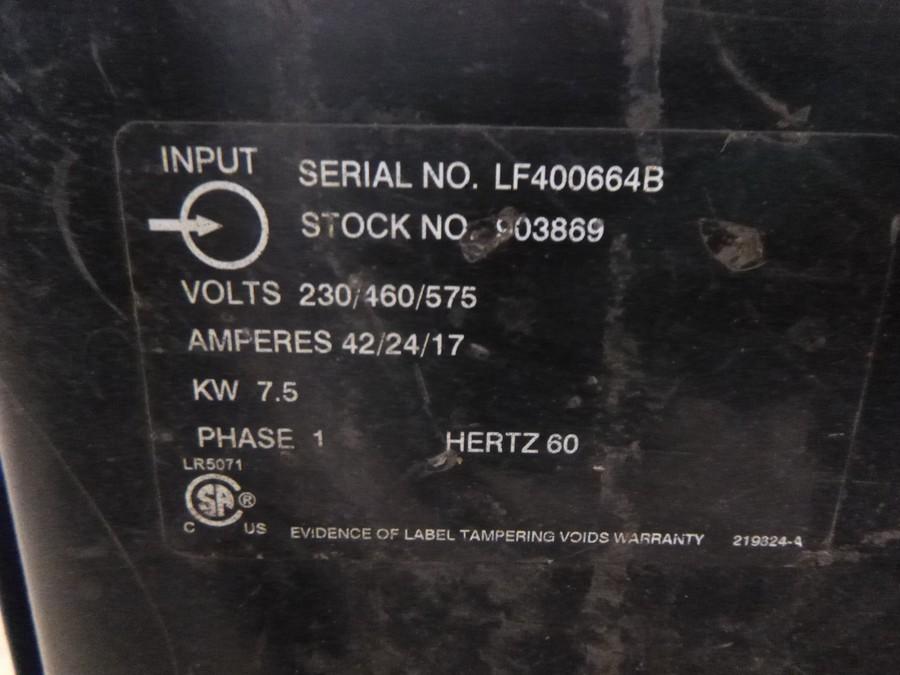 INPUT
SERIAL NO. LF400664B
STOCK NO. 903869
VOLTS 230/460/575
AMPERES 42/24/17
KW 7.5
PHASE 1 HERTZ 60
LR5071
SA ®
C US
EVIDENCE OF LABEL TAMPERING VOIDS WARRANTY 219324-A